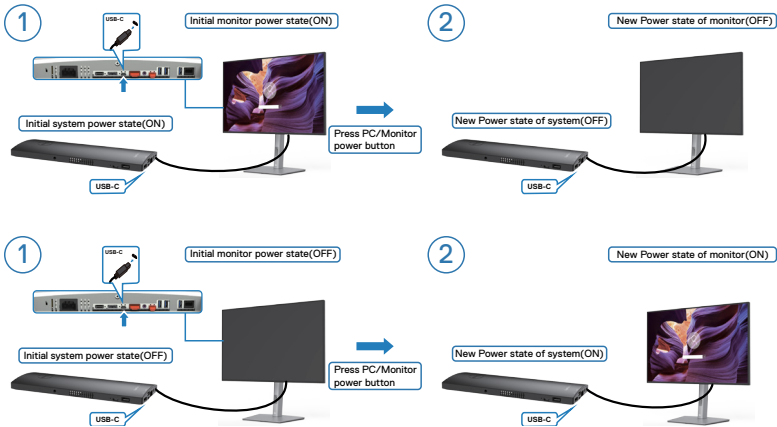 1
USB-C
Initial monitor power state(ON)
2
New Power state of monitor(OFF)
Initial system power state(ON)
Press PC/Monitor
power button
New Power state of system(OFF)
USB-C
USB-C
1
USB-C
Initial monitor power state(OFF)
2
New Power state of monitor(ON)
Initial system power state(OFF)
Press PC/Monitor
power button
New Power state of system(ON)
USB-C
USB-C